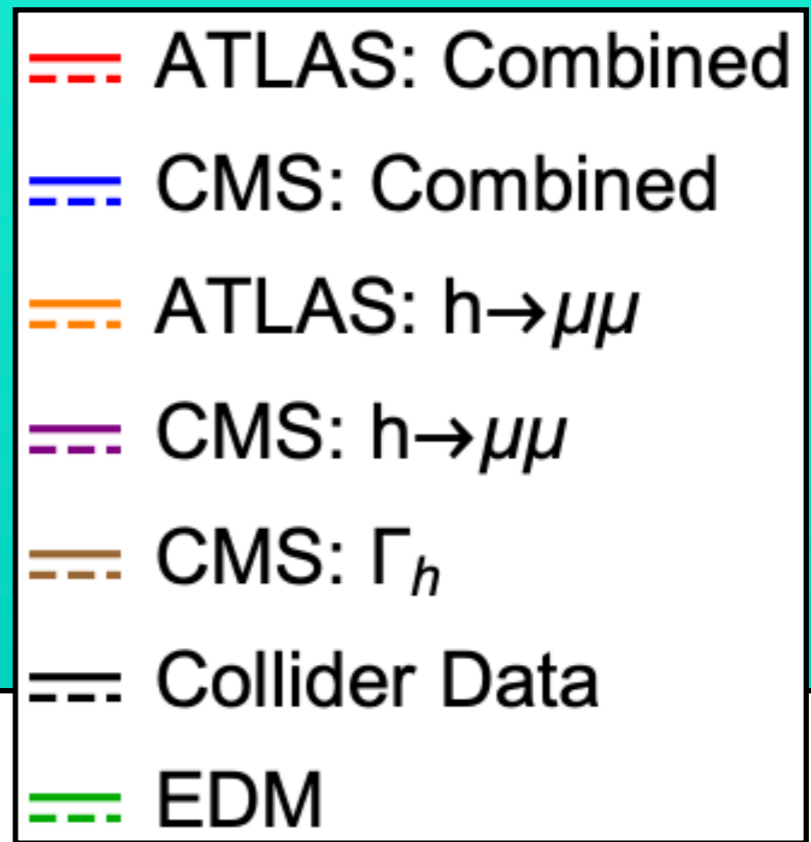 ATLAS: Combined
CMS: Combined
ATLAS: h→μμ
CMS: h→μμ
CMS: Γₕ
Collider Data
EDM